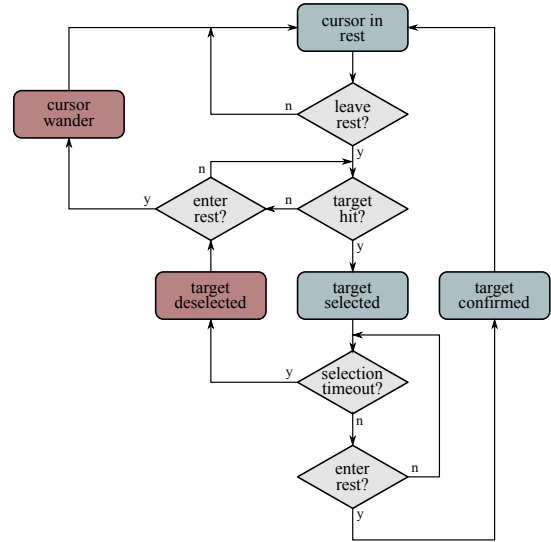 cursor in
rest
cursor
wander
n
leave
rest?
y
n
y
enter
rest?
n
target
hit?
y
target
deselected
target
selected
target
confirmed
y
selection
timeout?
n
enter
rest?
n
y